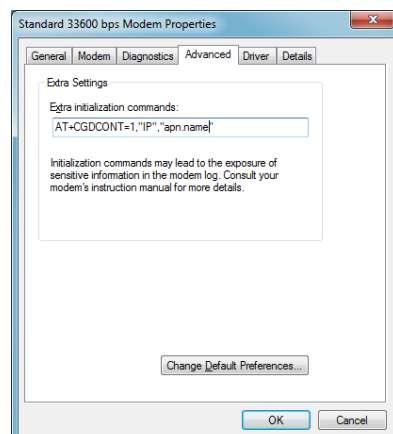 Standard 33600 bps Modem Properties
General Modem Diagnostics Advanced Driver Details
Extra Settings
Extra initialization commands:
AT+CGDCONT=1,"IP","apn.name"
Initialization commands may lead to the exposure of
sensitive information in the modem log. Consult your
modem's instruction manual for more details.
Change Default Preferences...
OK Cancel